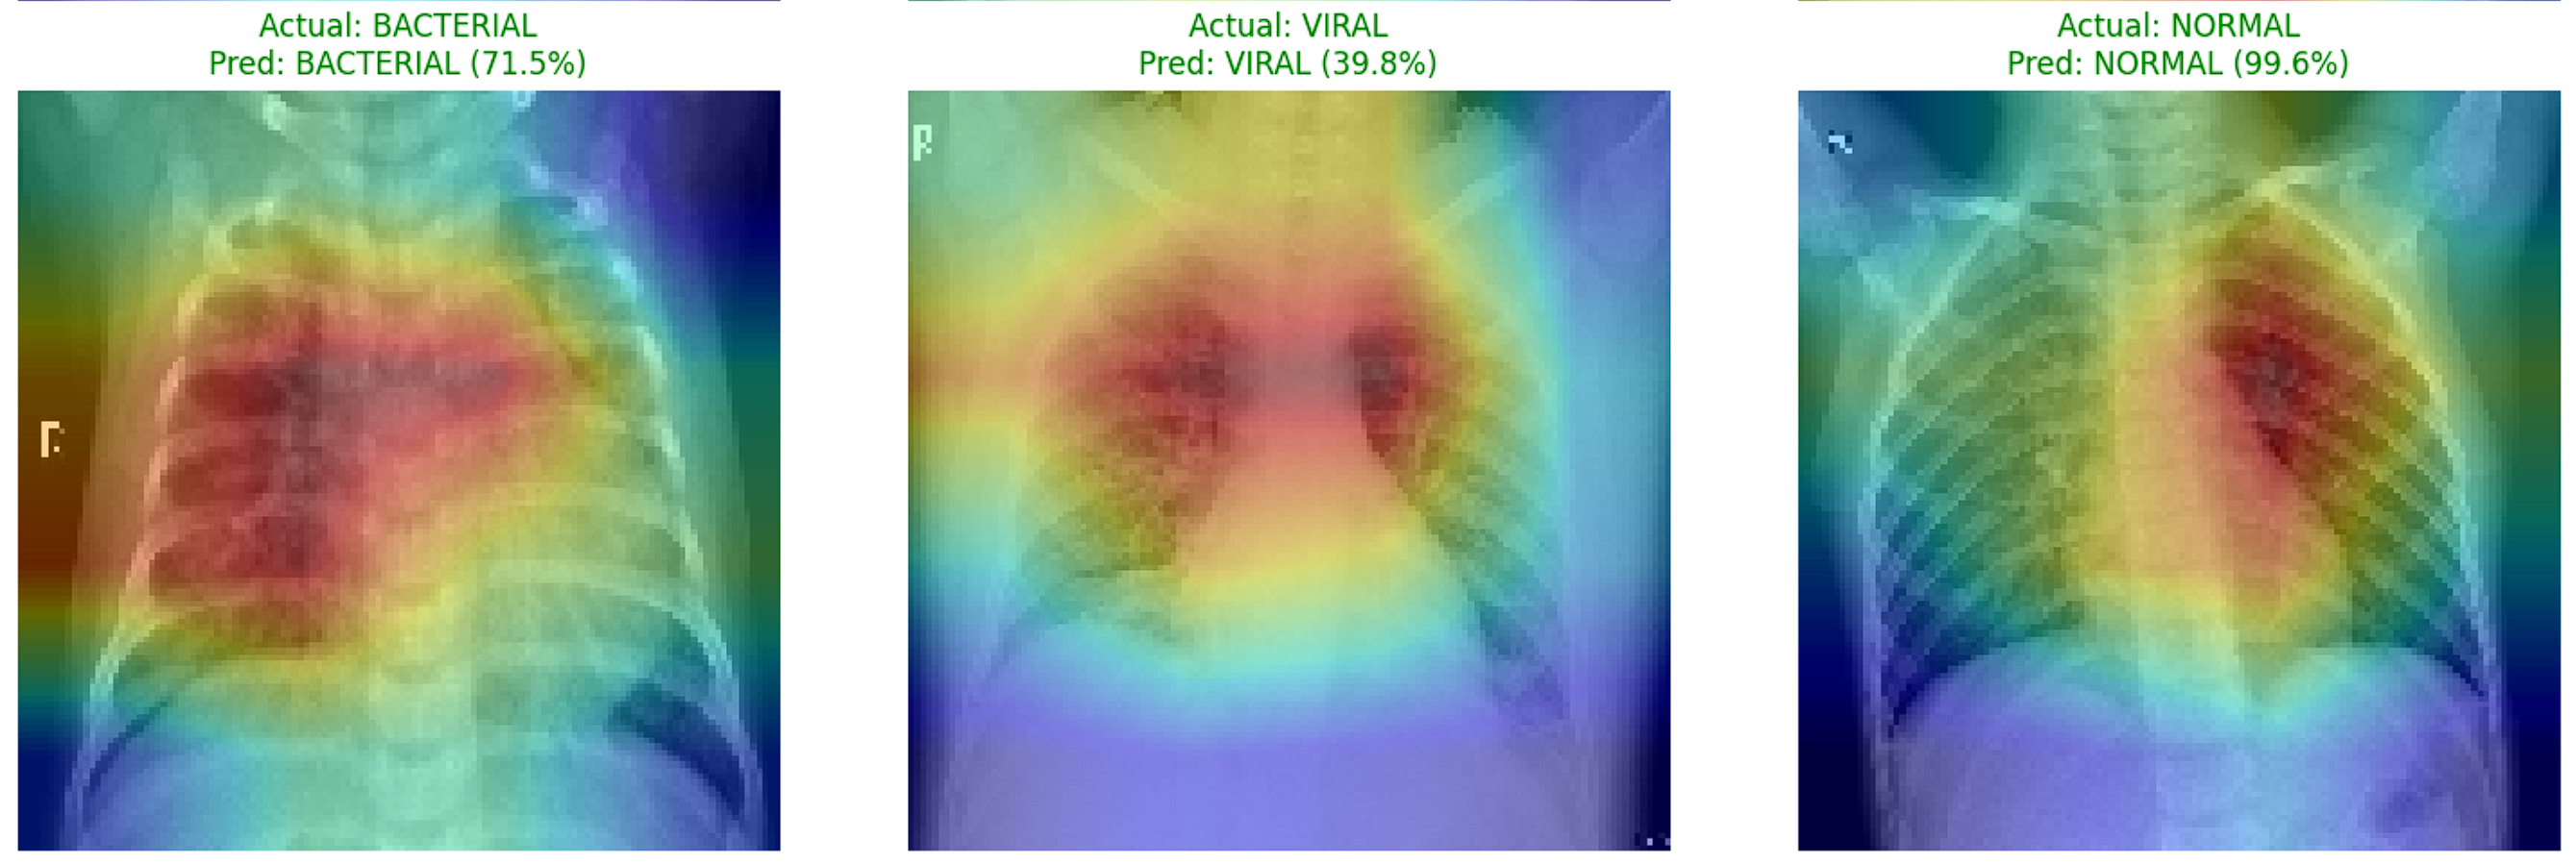 Actual: BACTERIAL
Pred: BACTERIAL (71.5%)
Actual: VIRAL
Pred: VIRAL (39.8%)
Actual: NORMAL
Pred: NORMAL (99.6%)
R